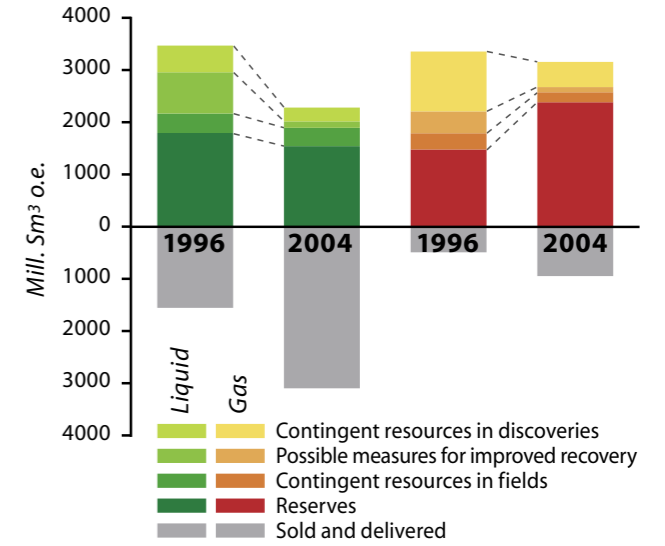 4000
3000
2000
1000
0
1000
2000
3000
4000
Mill. Sm³ o.e.
1996
2004
1996
2004
Liquid
Gas
Contingent resources in discoveries
Possible measures for improved recovery
Contingent resources in fields
Reserves
Sold and delivered